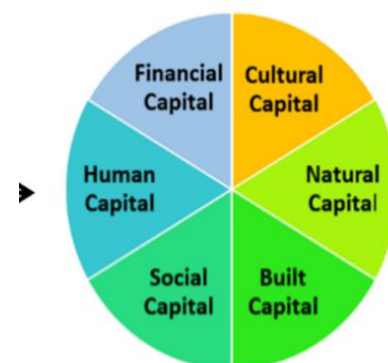 Financial
Capital
Cultural
Capital
Human
Capital
Natural
Capital
Social
Capital
Built
Capital